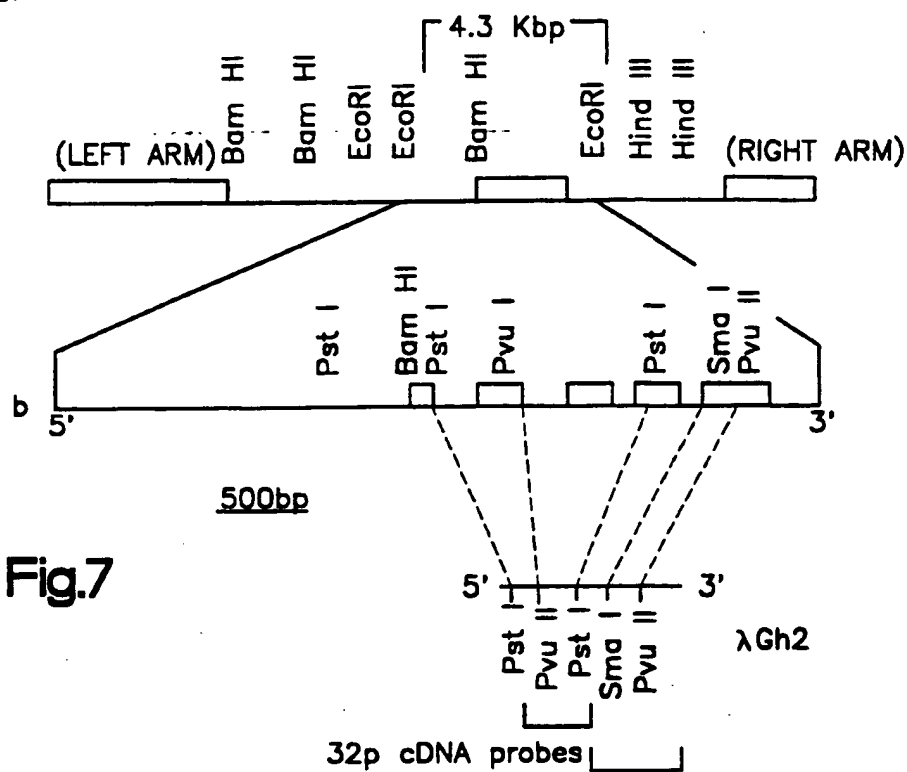 4.3 Kbp
Bam HI
Bam HI
EcoRI
EcoRI
Bam HI
EcoRI
Hind III
Hind III
(LEFT ARM)
(RIGHT ARM)
Pst I
Bam HI
Pst I
Pvu I
Pst I
Sma I
Pvu II
b
5'
3'
500bp
Fig.7
5'
3'
Pst I
Pvu II
Pst I
Sma I
Pvu II
λGh2
32p cDNA probes